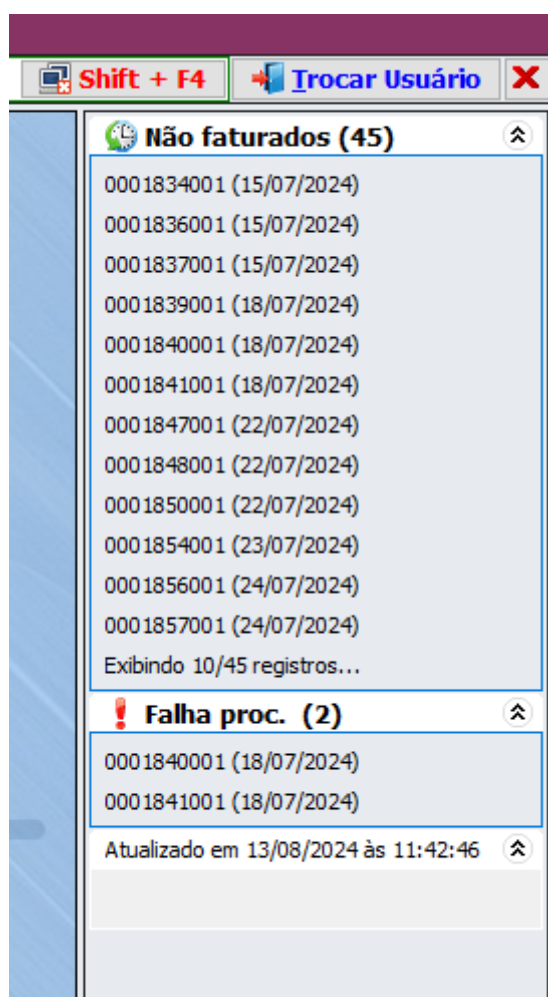 Shift + F4 Trocar Usuário
Não faturados (45)
0001834001 (15/07/2024)
0001836001 (15/07/2024)
0001837001 (15/07/2024)
0001839001 (18/07/2024)
0001840001 (18/07/2024)
0001841001 (18/07/2024)
0001847001 (22/07/2024)
0001848001 (22/07/2024)
0001850001 (22/07/2024)
0001854001 (23/07/2024)
0001856001 (24/07/2024)
0001857001 (24/07/2024)
Exibindo 10/45 registros...
Falha proc. (2)
0001840001 (18/07/2024)
0001841001 (18/07/2024)
Atualizado em 13/08/2024 às 11:42:46